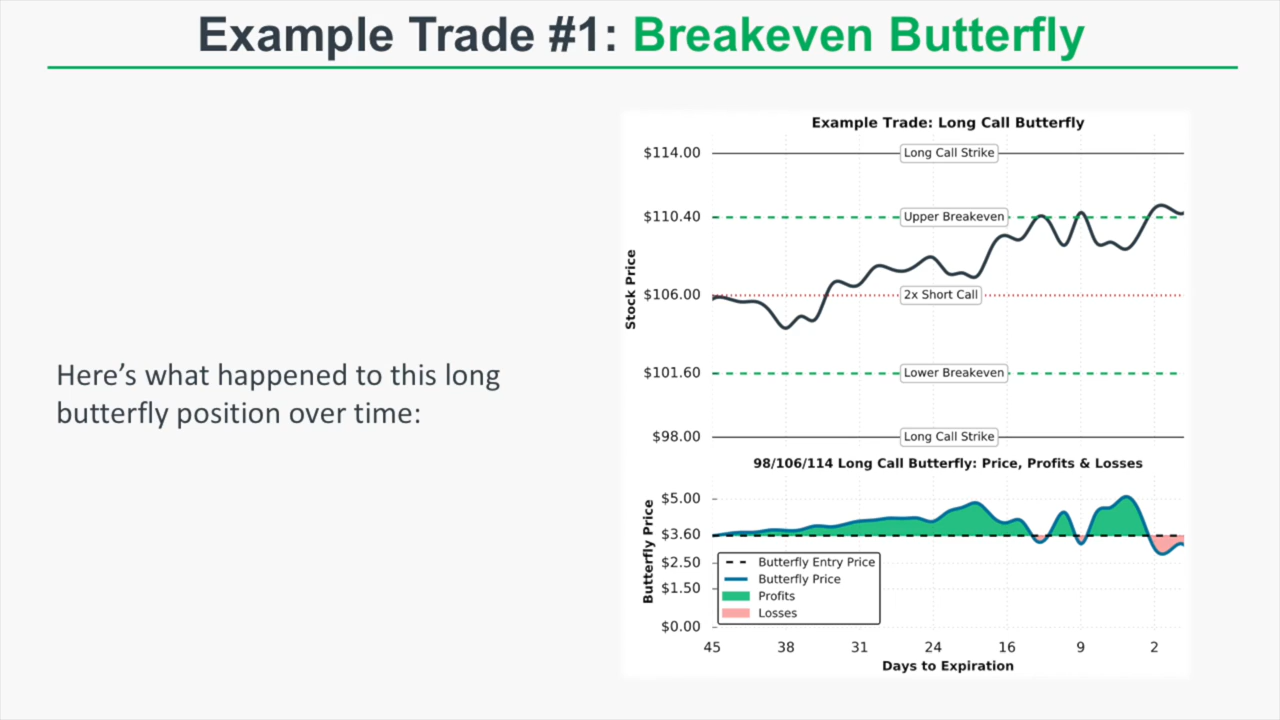 Example Trade #1: Breakeven Butterfly
Here’s what happened to this long
butterfly position over time:
Example Trade: Long Call Butterfly
Stock Price
$114.00
Long Call Strike
$110.40
Upper Breakeven
$106.00
2x Short Call
$101.60
Lower Breakeven
$98.00
Long Call Strike
98/106/114 Long Call Butterfly: Price, Profits & Losses
Butterfly Price
$5.00
$3.60
$2.50
$1.50
$0.00
Butterfly Entry Price
Butterfly Price
Profits
Losses
45 38 31 24 16 9 2
Days to Expiration